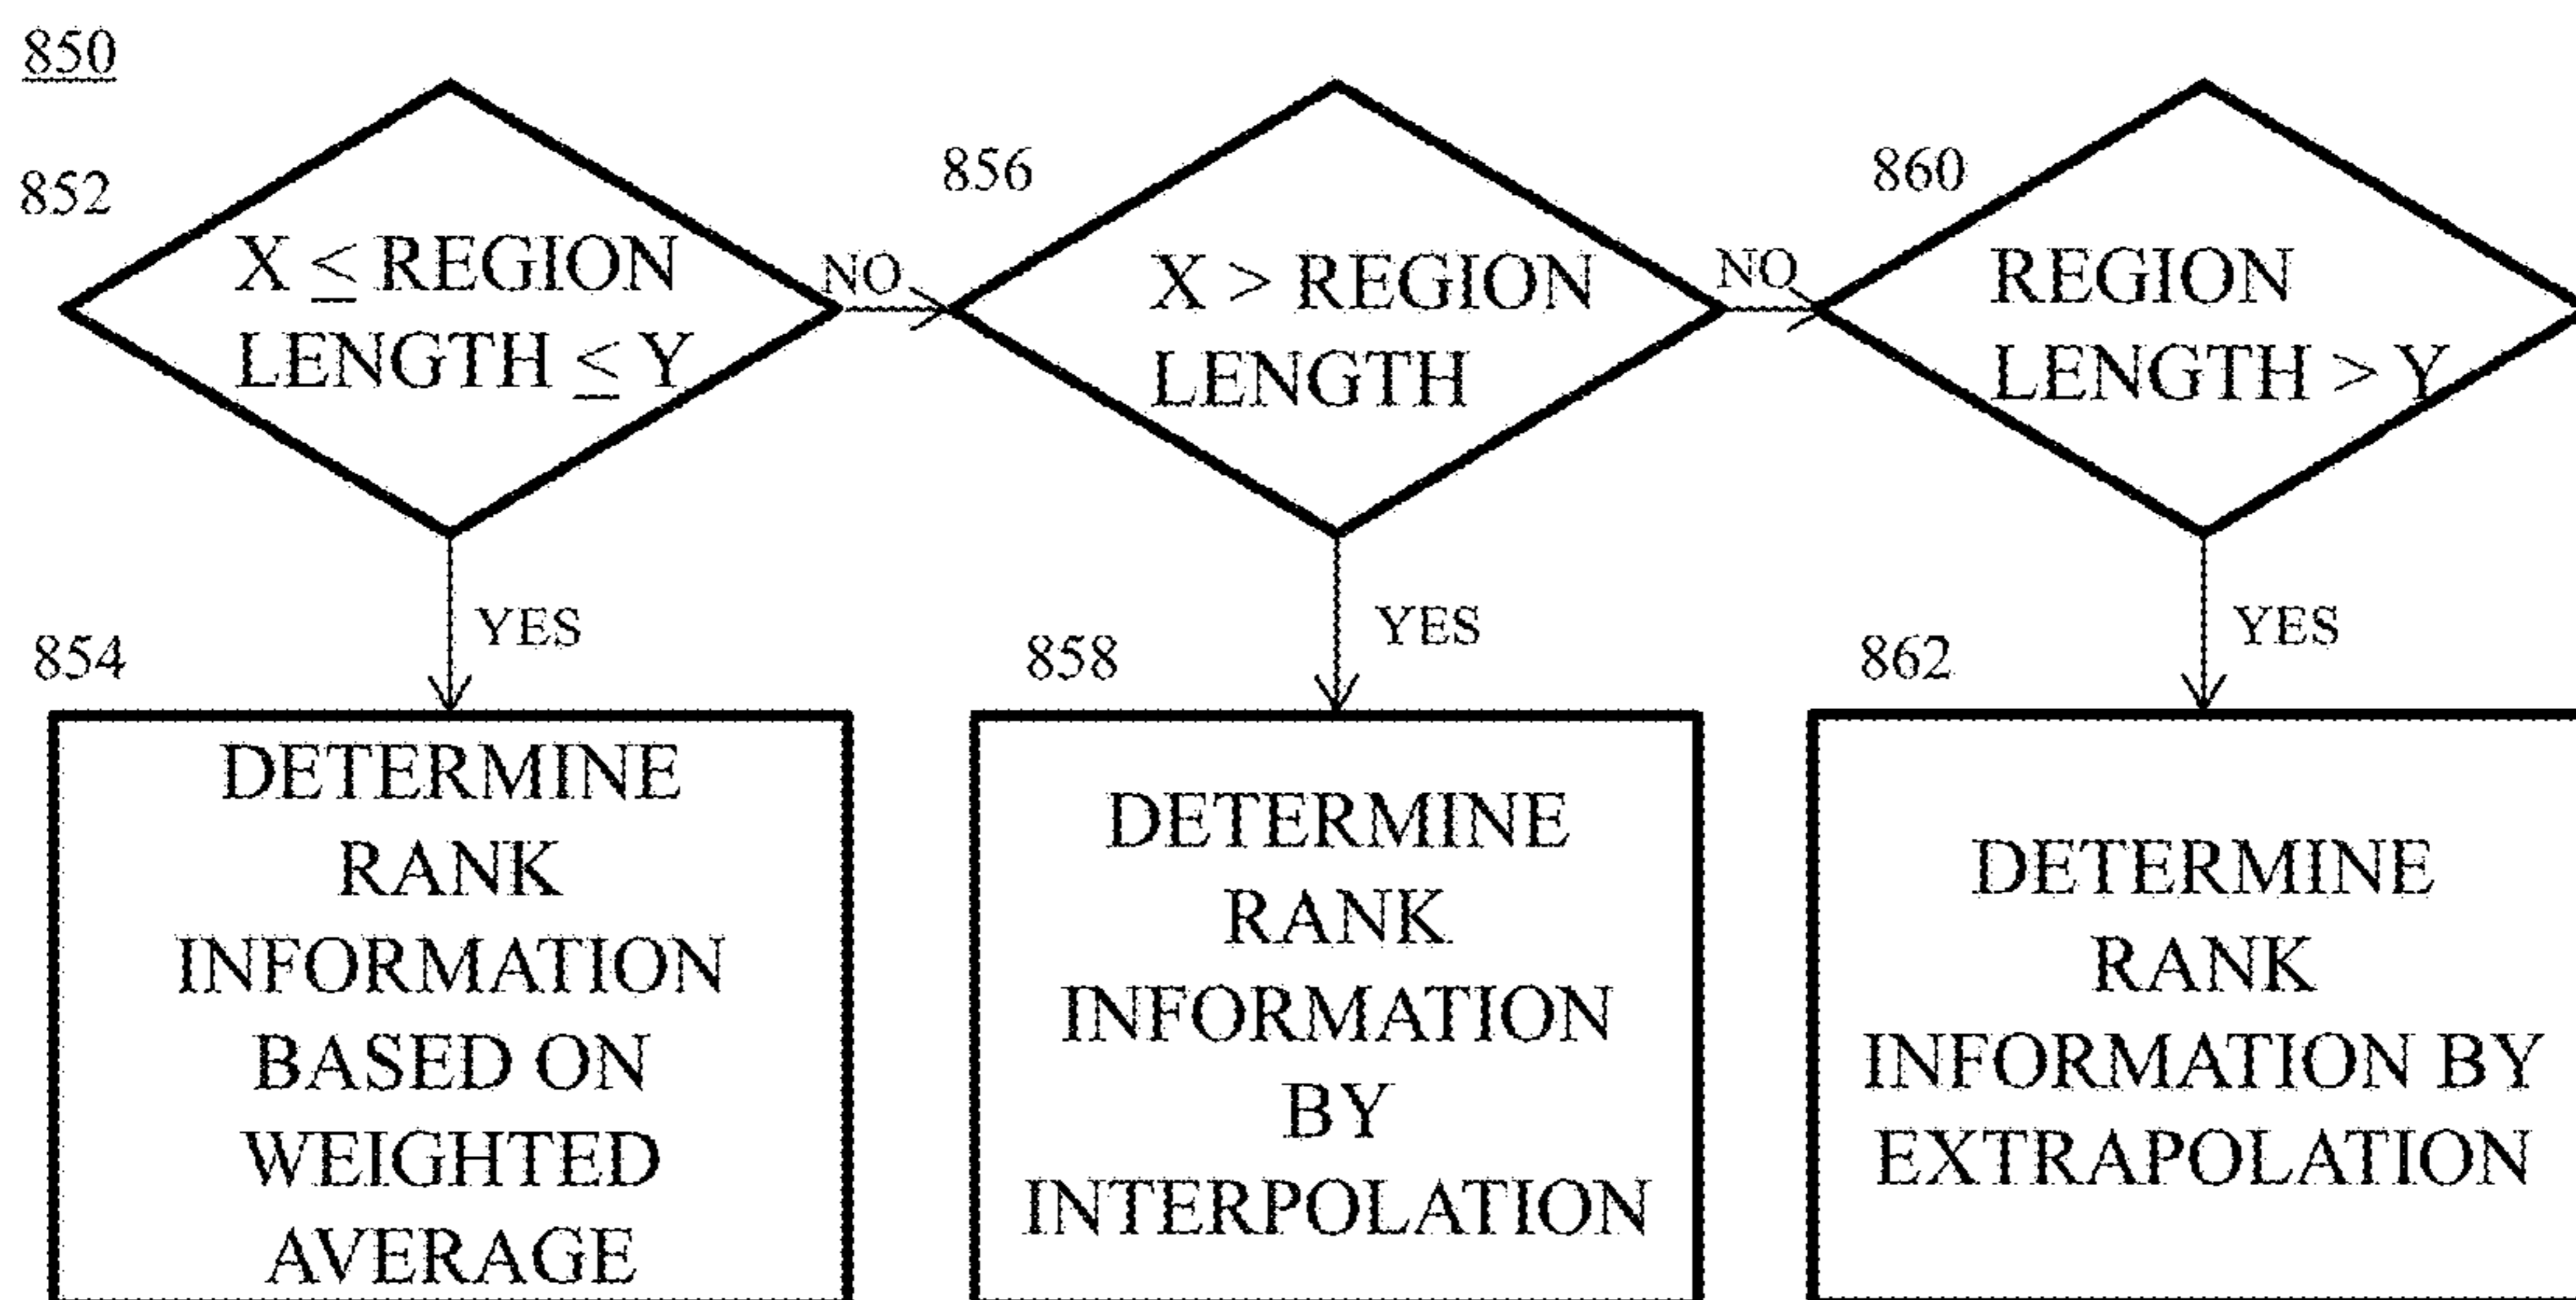 850
852
X ≤ REGION
LENGTH ≤ Y
NO
856
X > REGION
LENGTH
NO
860
REGION
LENGTH > Y
YES
YES
YES
854
DETERMINE
RANK
INFORMATION
BASED ON
WEIGHTED
AVERAGE
858
DETERMINE
RANK
INFORMATION
BY
INTERPOLATION
862
DETERMINE
RANK
INFORMATION BY
EXTRAPOLATION